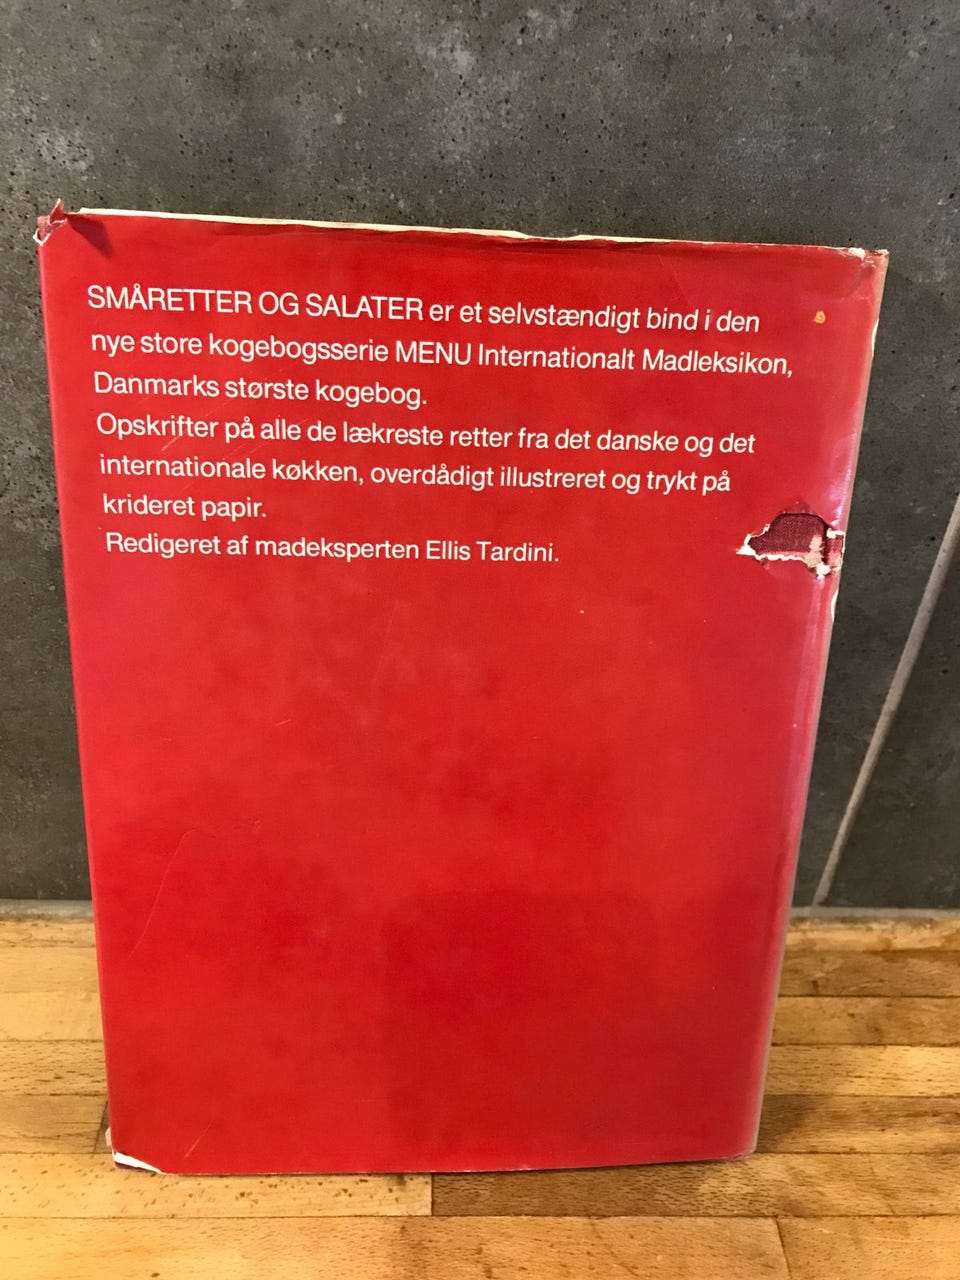 SMÅRETTER OG SALATER er et selvstændigt bind i den
nye store kogebogsserie MENU Internationalt Madleksikon,
Danmarks største kogebog.
Opskrifter på alle de lækreste retter fra det danske og det
internationale køkken, overdådigt illustreret og trykt på
krideret papir.
Redigeret af madeksperten Ellis Tardini.